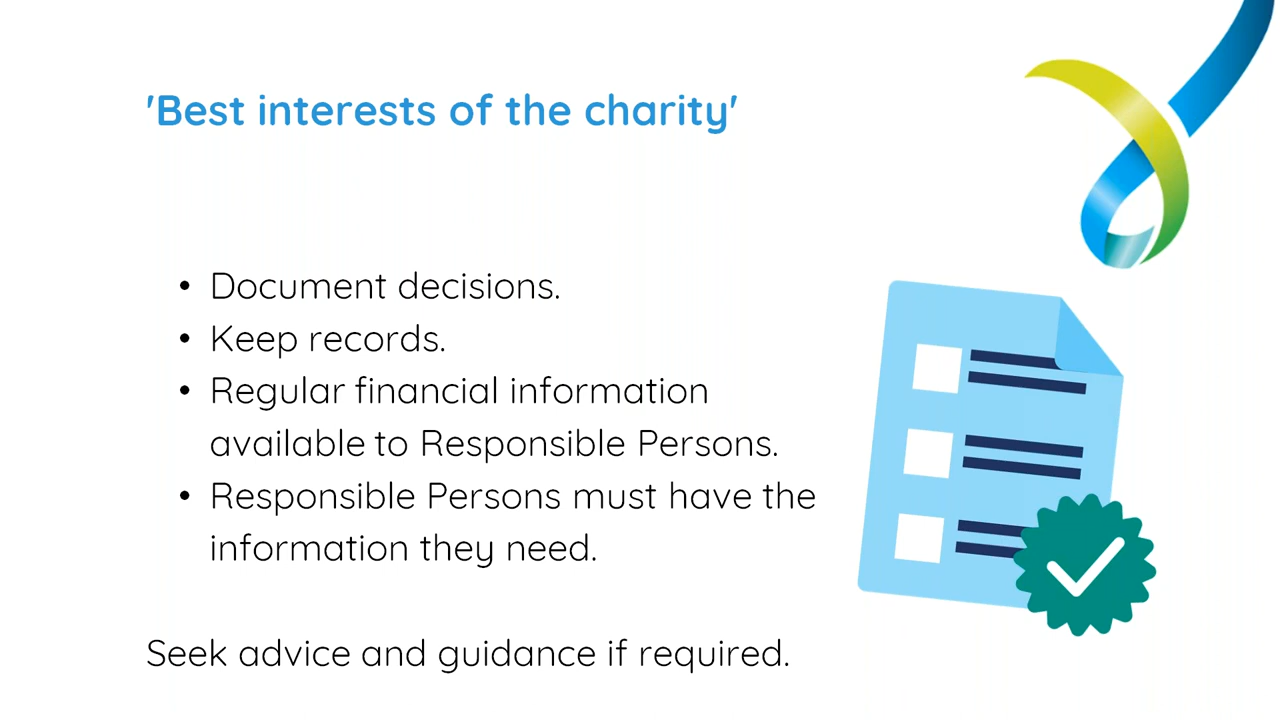 'Best interests of the charity'
• Document decisions.
• Keep records.
• Regular financial information
available to Responsible Persons.
• Responsible Persons must have the
information they need.
Seek advice and guidance if required.